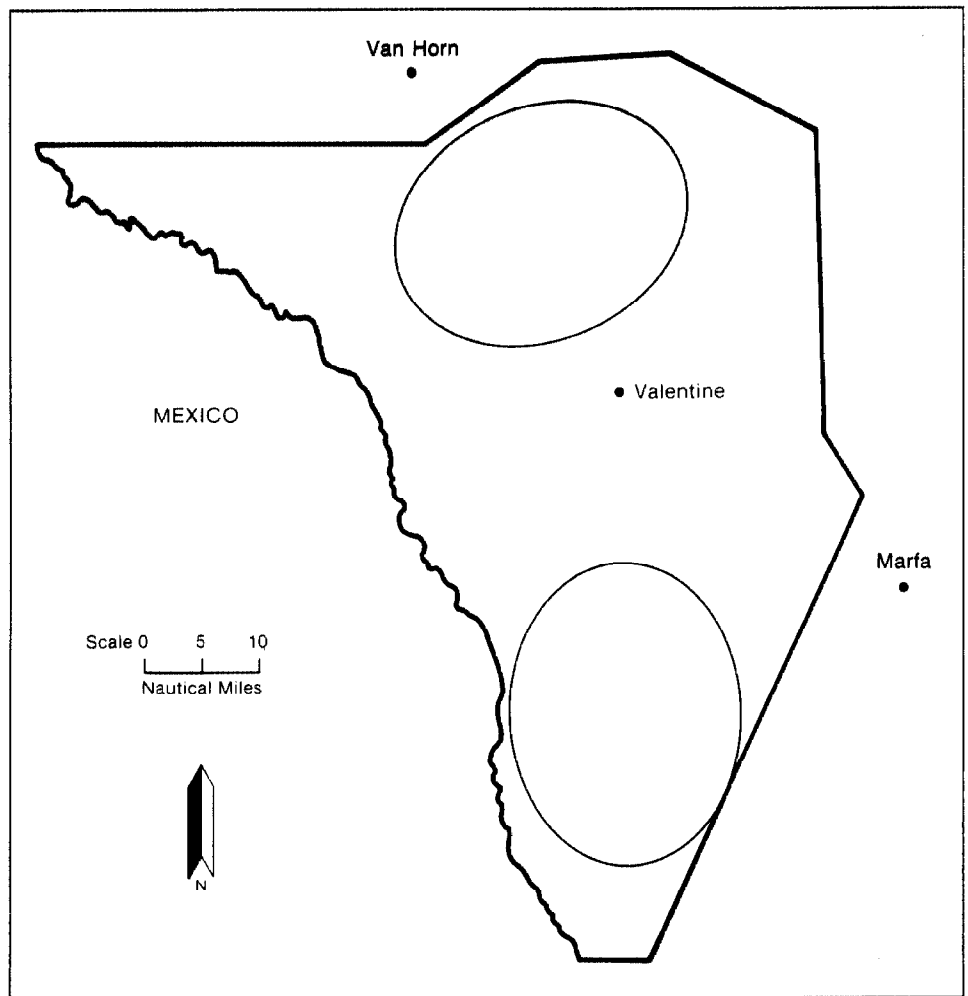 Van Horn
Valentine
MEXICO
Marfa
Scale 0 5 10
Nautical Miles
N